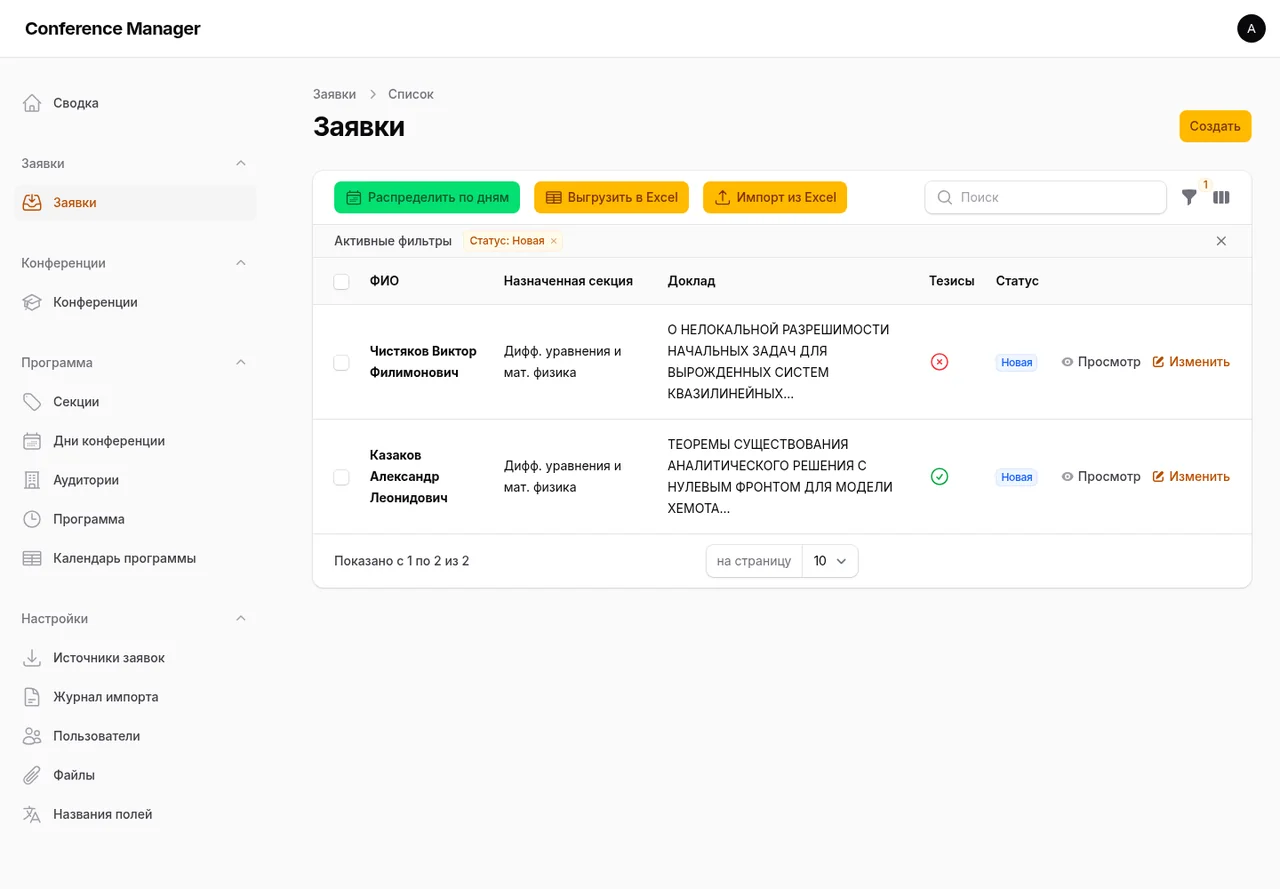 Conference Manager
A
Сводка
Заявки
Заявки
Конференции
Конференции
Программа
Секции
Дни конференции
Аудитории
Программа
Календарь программы
Настройки
Источники заявок
Журнал импорта
Пользователи
Файлы
Названия полей
Заявки > Список
Заявки
Создать
Распределить по дням
Выгрузить в Excel
Импорт из Excel
Поиск
1
Активные фильтры Статус: Новая ×
ФИО Назначенная секция Доклад Тезисы Статус
Чистяков Виктор
Филимонович
Дифф. уравнения и
мат. физика
О НЕЛОКАЛЬНОЙ РАЗРЕШИМОСТИ
НАЧАЛЬНЫХ ЗАДАЧ ДЛЯ
ВЫРОЖДЕННЫХ СИСТЕМ
КВАЗИЛИНЕЙНЫХ...
Новая
Просмотр
Изменить
Казаков
Александр
Леонидович
Дифф. уравнения и
мат. физика
ТЕОРЕМЫ СУЩЕСТВОВАНИЯ
АНАЛИТИЧЕСКОГО РЕШЕНИЯ С
НУЛЕВЫМ ФРОНТОМ ДЛЯ МОДЕЛИ
ХЕМОТА...
Новая
Просмотр
Изменить
Показано с 1 по 2 из 2
на страницу 10